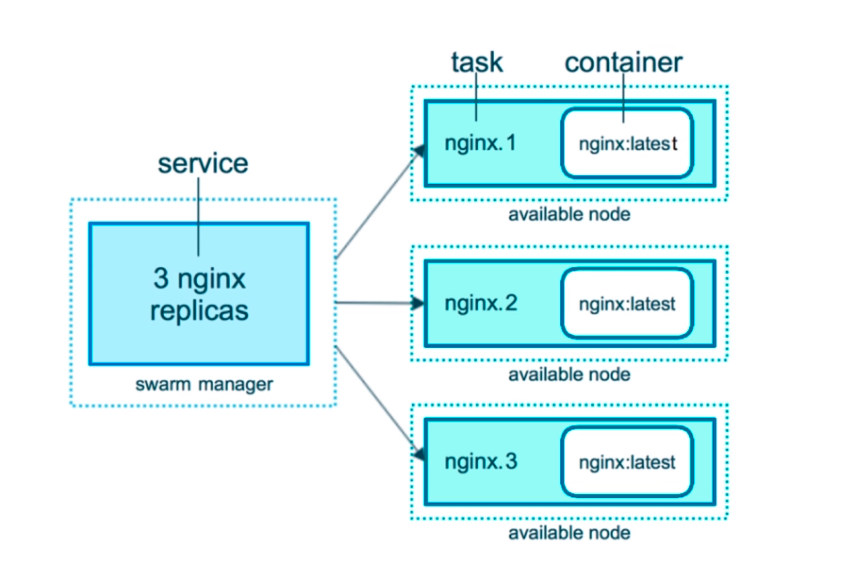 task
container
nginx.1
nginx:latest
available node
service
3 nginx
replicas
swarm manager
nginx.2
nginx:latest
available node
nginx.3
nginx:latest
available node